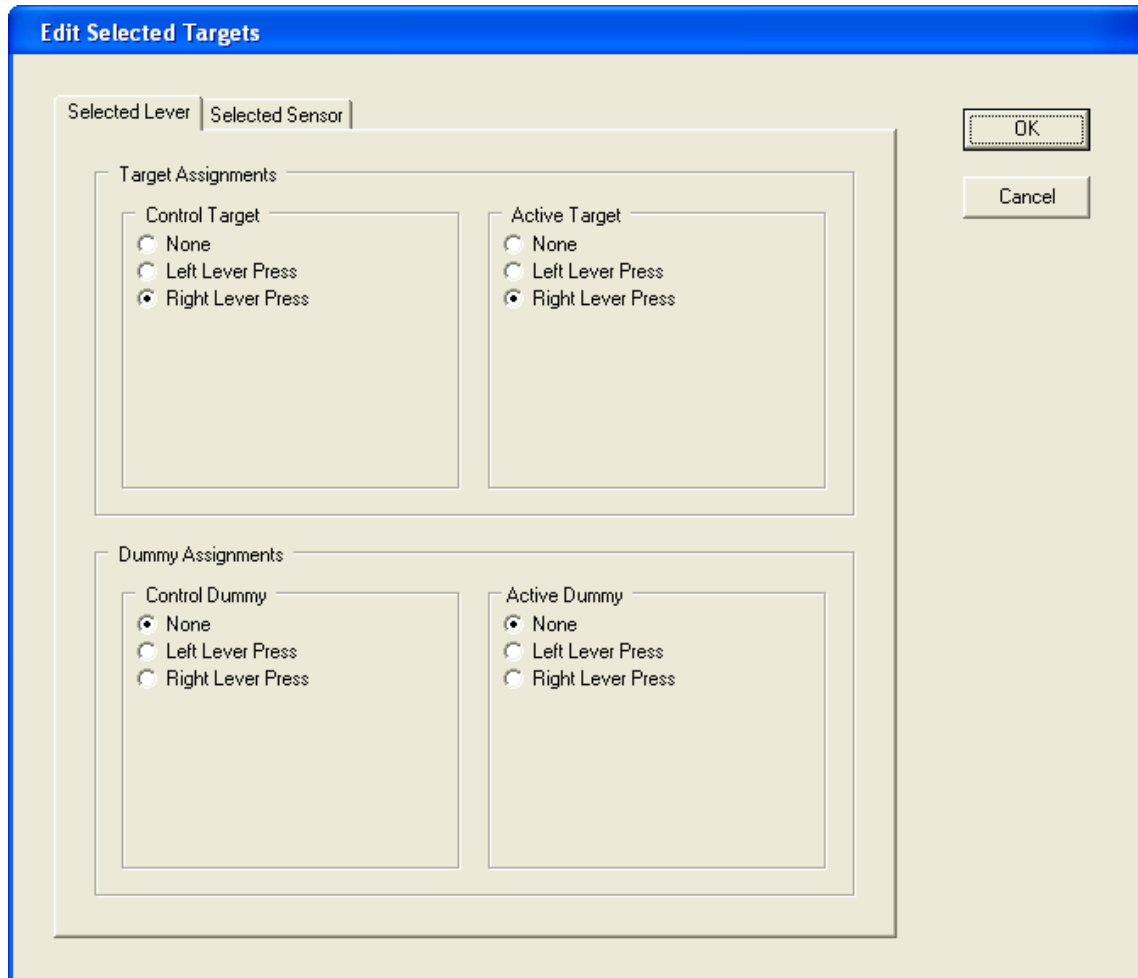 Edit Selected Targets
Selected Lever
Selected Sensor
OK
Cancel
Target Assignments
Control Target
None
Left Lever Press
Right Lever Press
Active Target
None
Left Lever Press
Right Lever Press
Dummy Assignments
Control Dummy
None
Left Lever Press
Right Lever Press
Active Dummy
None
Left Lever Press
Right Lever Press